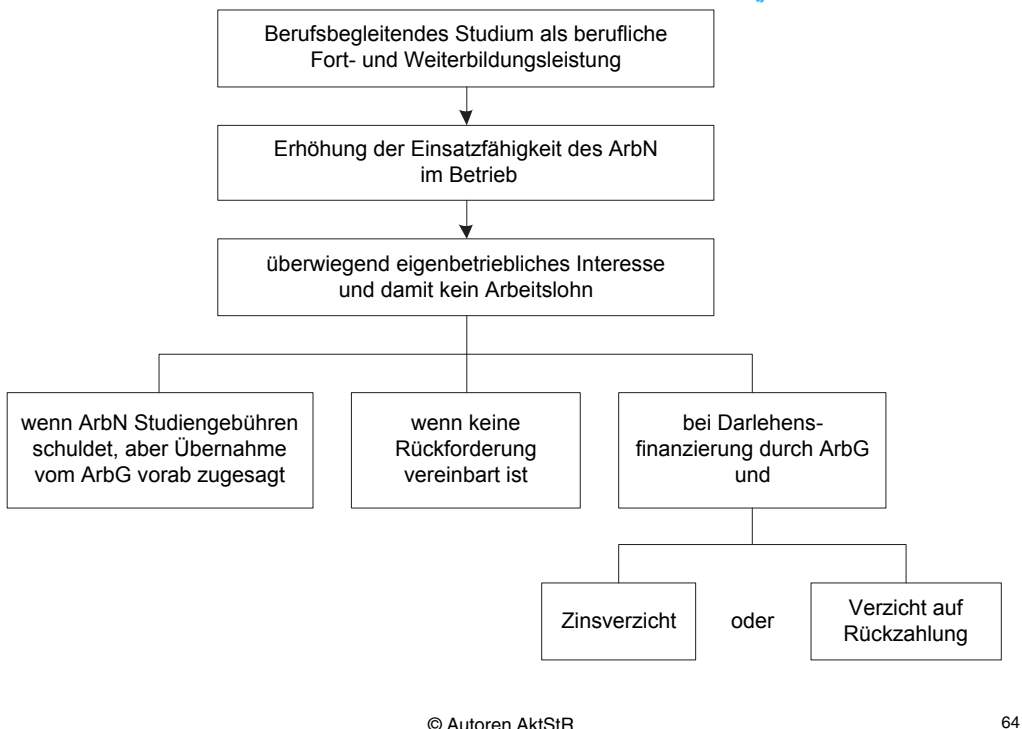 Berufsbegleitendes Studium als berufliche
Fort- und Weiterbildungsleistung
Erhöhung der Einsatzfähigkeit des ArbN
im Betrieb
überwiegend eigenbetriebliches Interesse
und damit kein Arbeitslohn
wenn ArbN Studiengebühren
schuldet, aber Übernahme
vom ArbG vorab zugesagt
wenn keine
Rückforderung
vereinbart ist
bei Darlehens-
finanzierung durch ArbG
und
Zinsverzicht
oder
Verzicht auf
Rückzahlung
© Autoren AktStR
64